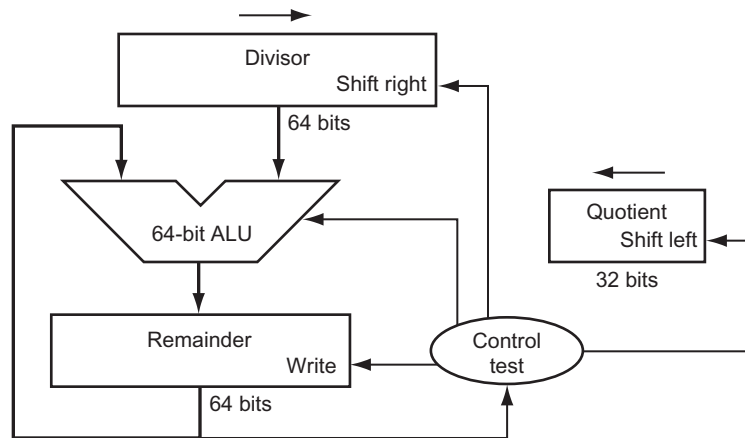 Divisor
Shift right
64 bits
64-bit ALU
Quotient
Shift left
32 bits
Remainder
Write
Control
test
64 bits